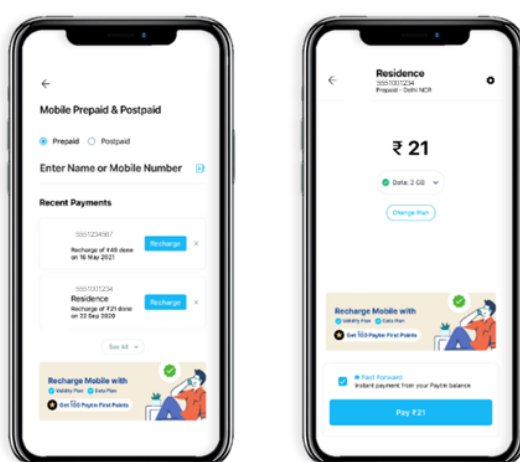 Mobile Prepaid & Postpaid
Prepaid Postpaid
Enter Name or Mobile Number
Recent Payments
5551234567
Recharge of ₹49 done
on 16 May 2021
Recharge
5551001234
Residence
Recharge of ₹21 done
on 22 Sep 2020
Recharge
See All
Recharge Mobile with
Validity Plan Data Plan
Get 100 Paytm First Points
Residence
5551001234
Prepaid - Delhi NCR
₹ 21
Data: 2 GB
Change Plan
Recharge Mobile with
Validity Plan Data Plan
Get 100 Paytm First Points
Fast Forward
Instant payment from your Paytm balance
Pay ₹21